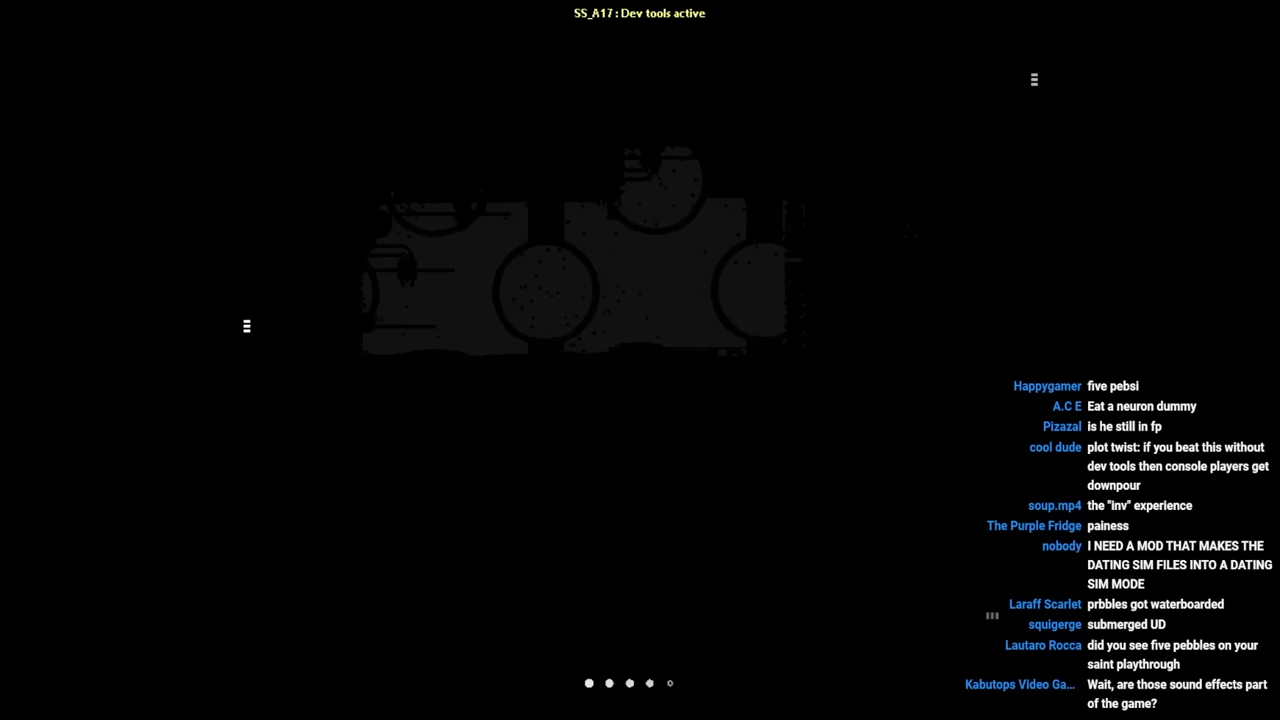 SS_A17 : Dev tools active
Happygamer five pebsi
A.C E Eat a neuron dummy
Pizazal is he still in fp
cool dude plot twist: if you beat this without
dev tools then console players get
downpour
soup.mp4 the "inv" experience
The Purple Fridge painess
nobody I NEED A MOD THAT MAKES THE
DATING SIM FILES INTO A DATING
SIM MODE
Laraff Scarlet prbbles got waterboarded
squigerge submerged UD
Lautaro Rocca did you see five pebbles on your
saint playthrough
Kabutops Video Ga... Wait, are those sound effects part
of the game?